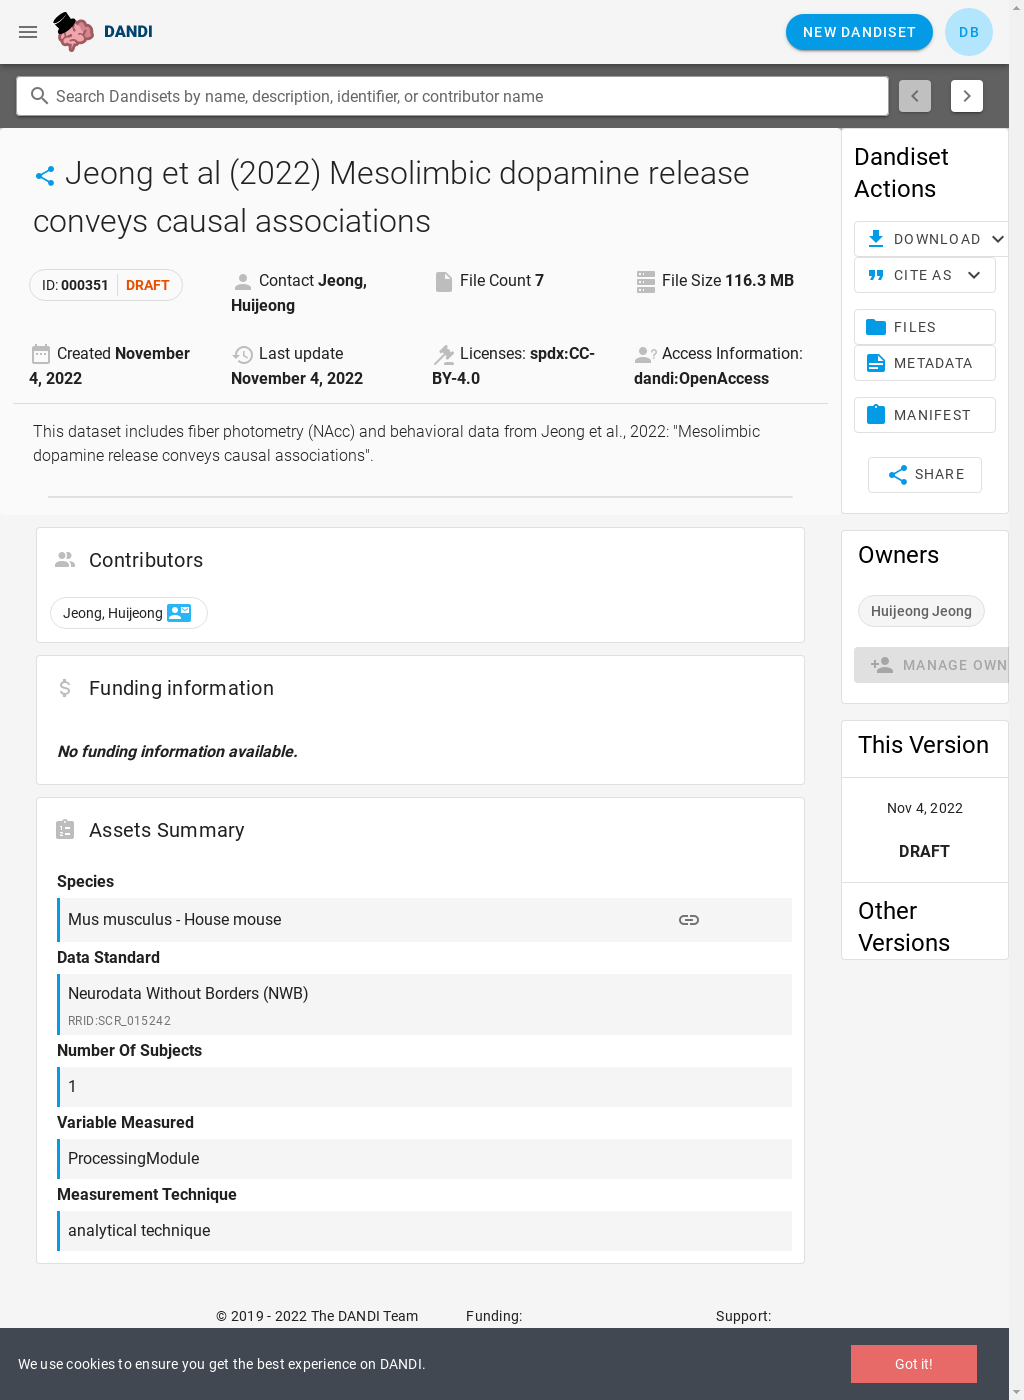 DANDI
NEW DANDISET
DB
Search Dandisets by name, description, identifier, or contributor name
Jeong et al (2022) Mesolimbic dopamine release
conveys causal associations
ID: 000351 DRAFT
Contact Jeong,
Huijeong
File Count 7
File Size 116.3 MB
Created November
4, 2022
Last update
November 4, 2022
Licenses: spdx:CC-
BY-4.0
Access Information:
dandi:OpenAccess
This dataset includes fiber photometry (NAcc) and behavioral data from Jeong et al., 2022: "Mesolimbic
dopamine release conveys causal associations".
Contributors
Jeong, Huijeong
Funding information
No funding information available.
Assets Summary
Species
Mus musculus - House mouse
Data Standard
Neurodata Without Borders (NWB)
RRID:SCR_015242
Number Of Subjects
1
Variable Measured
ProcessingModule
Measurement Technique
analytical technique
Dandiset
Actions
DOWNLOAD
CITE AS
FILES
METADATA
MANIFEST
SHARE
Owners
Huijeong Jeong
MANAGE OWN
This Version
Nov 4, 2022
DRAFT
Other
Versions
© 2019 - 2022 The DANDI Team
Funding:
Support:
We use cookies to ensure you get the best experience on DANDI.
Got it!